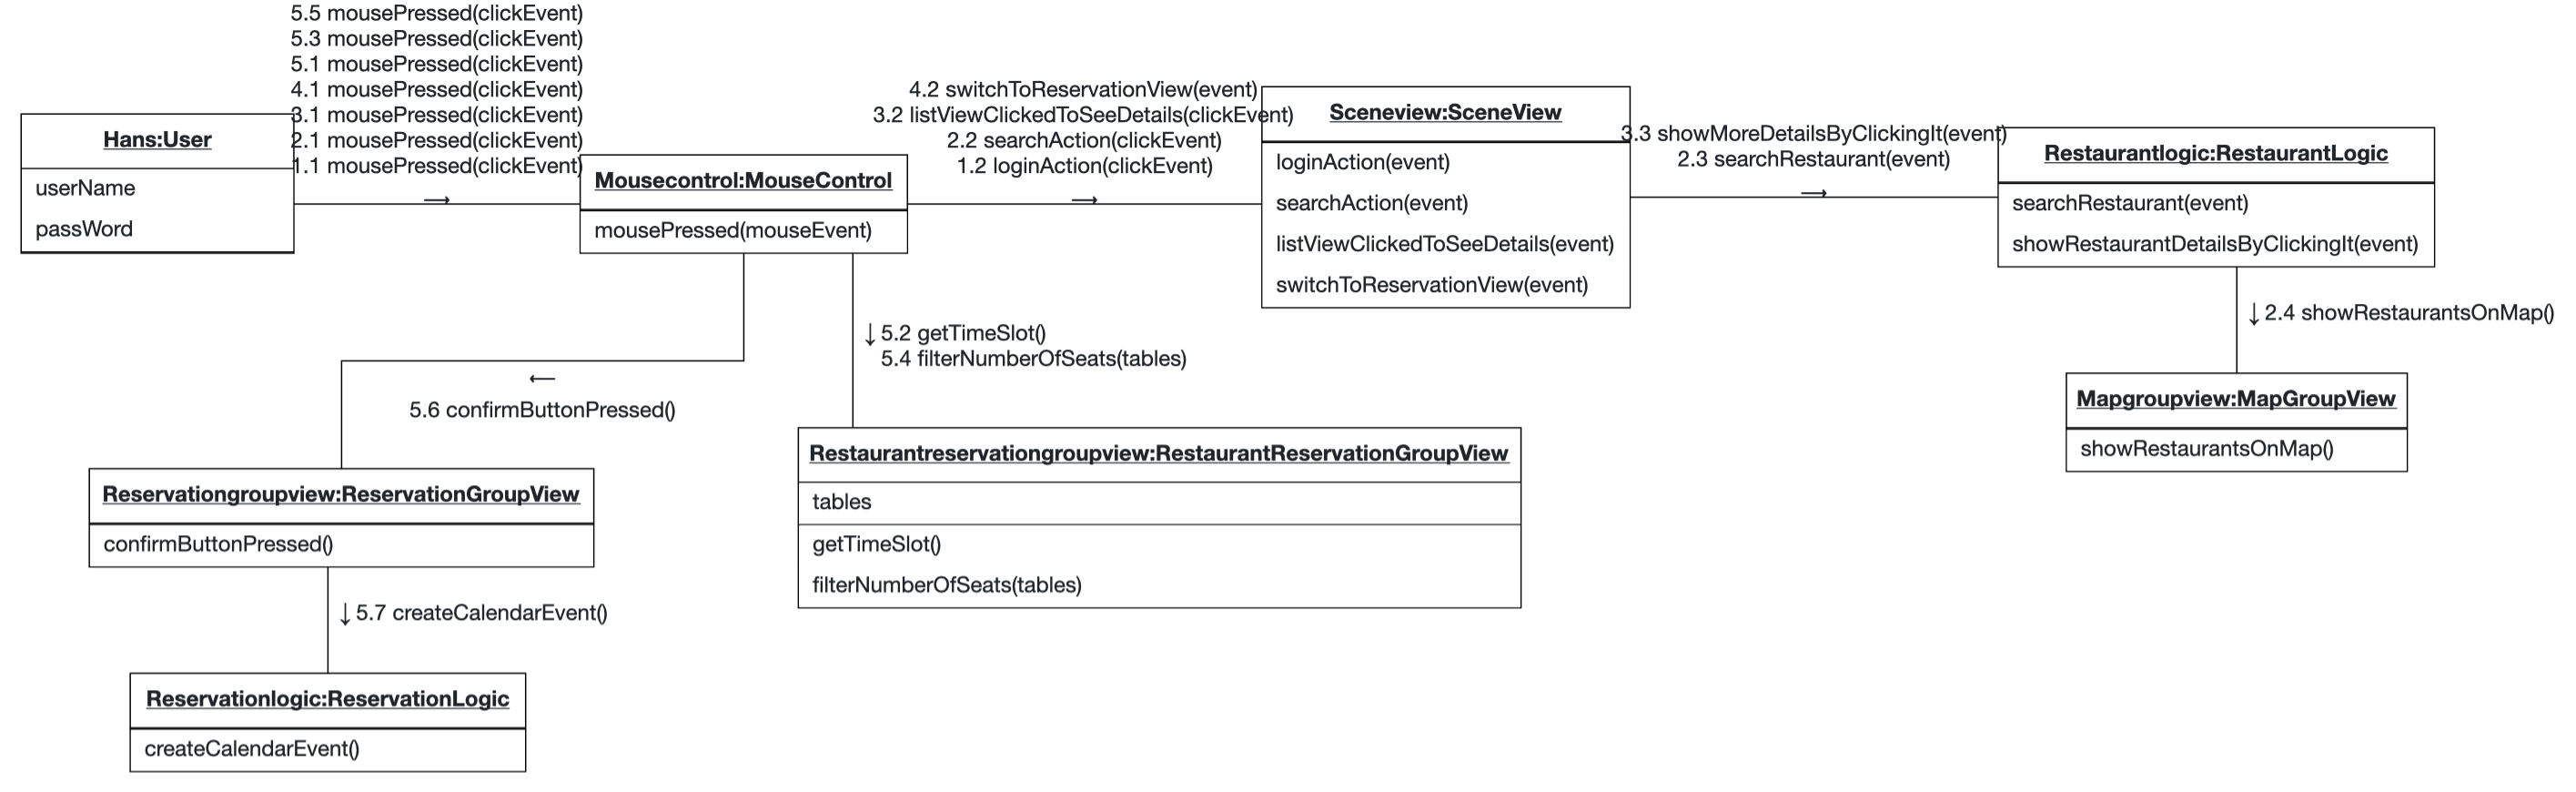 5.5 mousePressed(clickEvent)
5.3 mousePressed(clickEvent)
5.1 mousePressed(clickEvent)
4.1 mousePressed(clickEvent)
3.1 mousePressed(clickEvent)
2.1 mousePressed(clickEvent)
1.1 mousePressed(clickEvent)
Hans:User
userName
passWord
Mousecontrol:MouseControl
mousePressed(mouseEvent)
4.2 switchToReservationView(event)
3.2 listViewClickedToSeeDetails(clickEvent)
2.2 searchAction(clickEvent)
1.2 loginAction(clickEvent)
Sceneview:SceneView
loginAction(event)
searchAction(event)
listViewClickedToSeeDetails(event)
switchToReservationView(event)
3.3 showMoreDetailsByClickingIt(event)
2.3 searchRestaurant(event)
Restaurantlogic:RestaurantLogic
searchRestaurant(event)
showRestaurantDetailsByClickingIt(event)
2.4 showRestaurantsOnMap()
Mapgroupview:MapGroupView
showRestaurantsOnMap()
5.2 getTimeSlot()
5.4 filterNumberOfSeats(tables)
5.6 confirmButtonPressed()
Restaurantreservationgroupview:RestaurantReservationGroupView
tables
getTimeSlot()
filterNumberOfSeats(tables)
Reservationgroupview:ReservationGroupView
confirmButtonPressed()
5.7 createCalendarEvent()
Reservationlogic:ReservationLogic
createCalendarEvent()